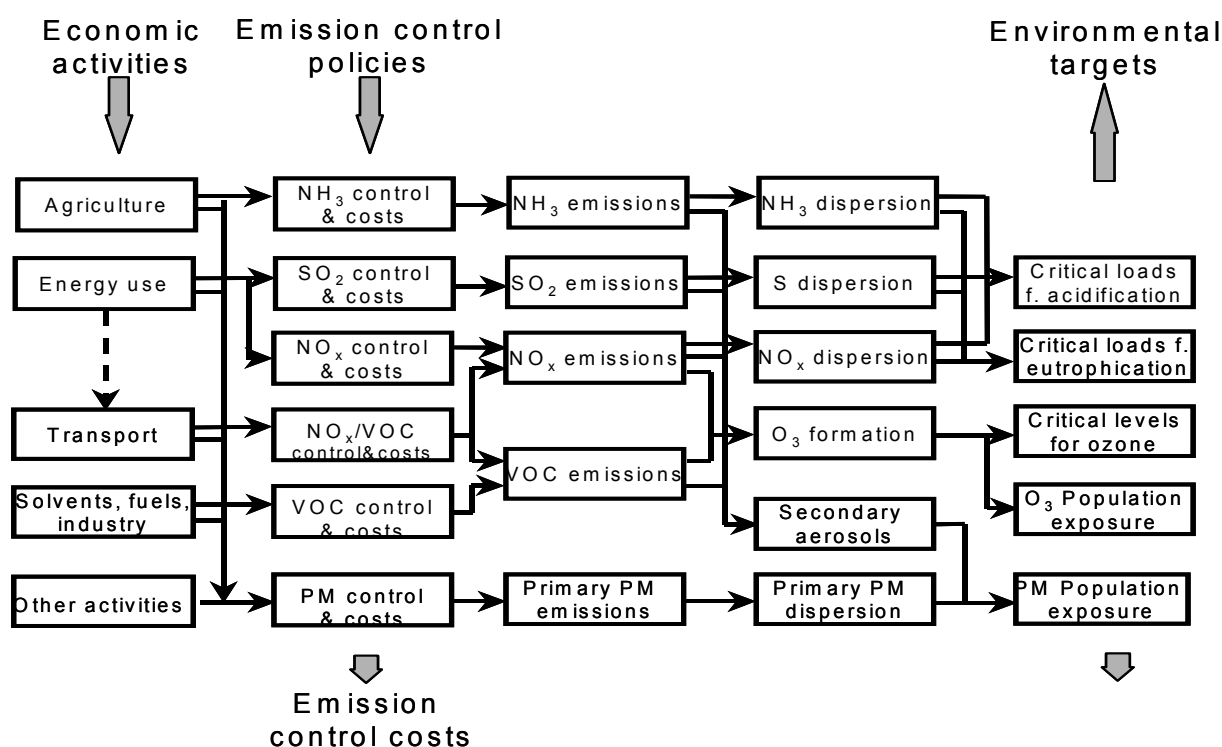 Economic
activities
Emission control
policies
Environmental
targets
Agriculture
NH₃ control
& costs
NH₃ emissions
NH₃ dispersion
Energy use
SO₂ control
& costs
SO₂ emissions
S dispersion
Critical loads
f. acidification
NOₓ control
& costs
NOₓ emissions
NOₓ dispersion
Critical loads f.
eutrophication
Transport
NOₓ/VOC
control&costs
O₃ formation
Critical levels
for ozone
VOC emissions
Solvents, fuels,
industry
VOC control
& costs
Secondary
aerosols
O₃ Population
exposure
Other activities
PM control
& costs
Primary PM
emissions
Primary PM
dispersion
PM Population
exposure
Emission
control costs